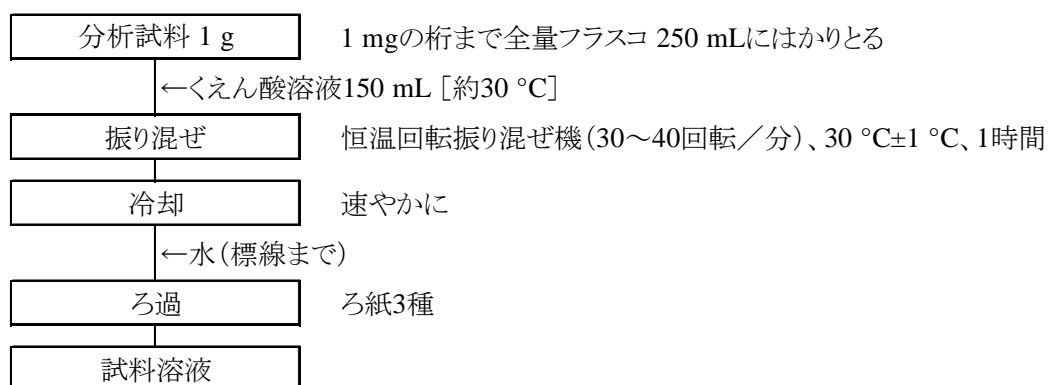 分析試料 1 g 1 mgの桁まで全量フラスコ 250 mLにはかりとる
←くえん酸溶液150 mL [約30 °C]
振り混ぜ 恒温回転振り混ぜ機(30~40回転/分)、30 °C±1 °C、1時間
冷却 速やかに
←水(標線まで)
ろ過 ろ紙3種
試料溶液